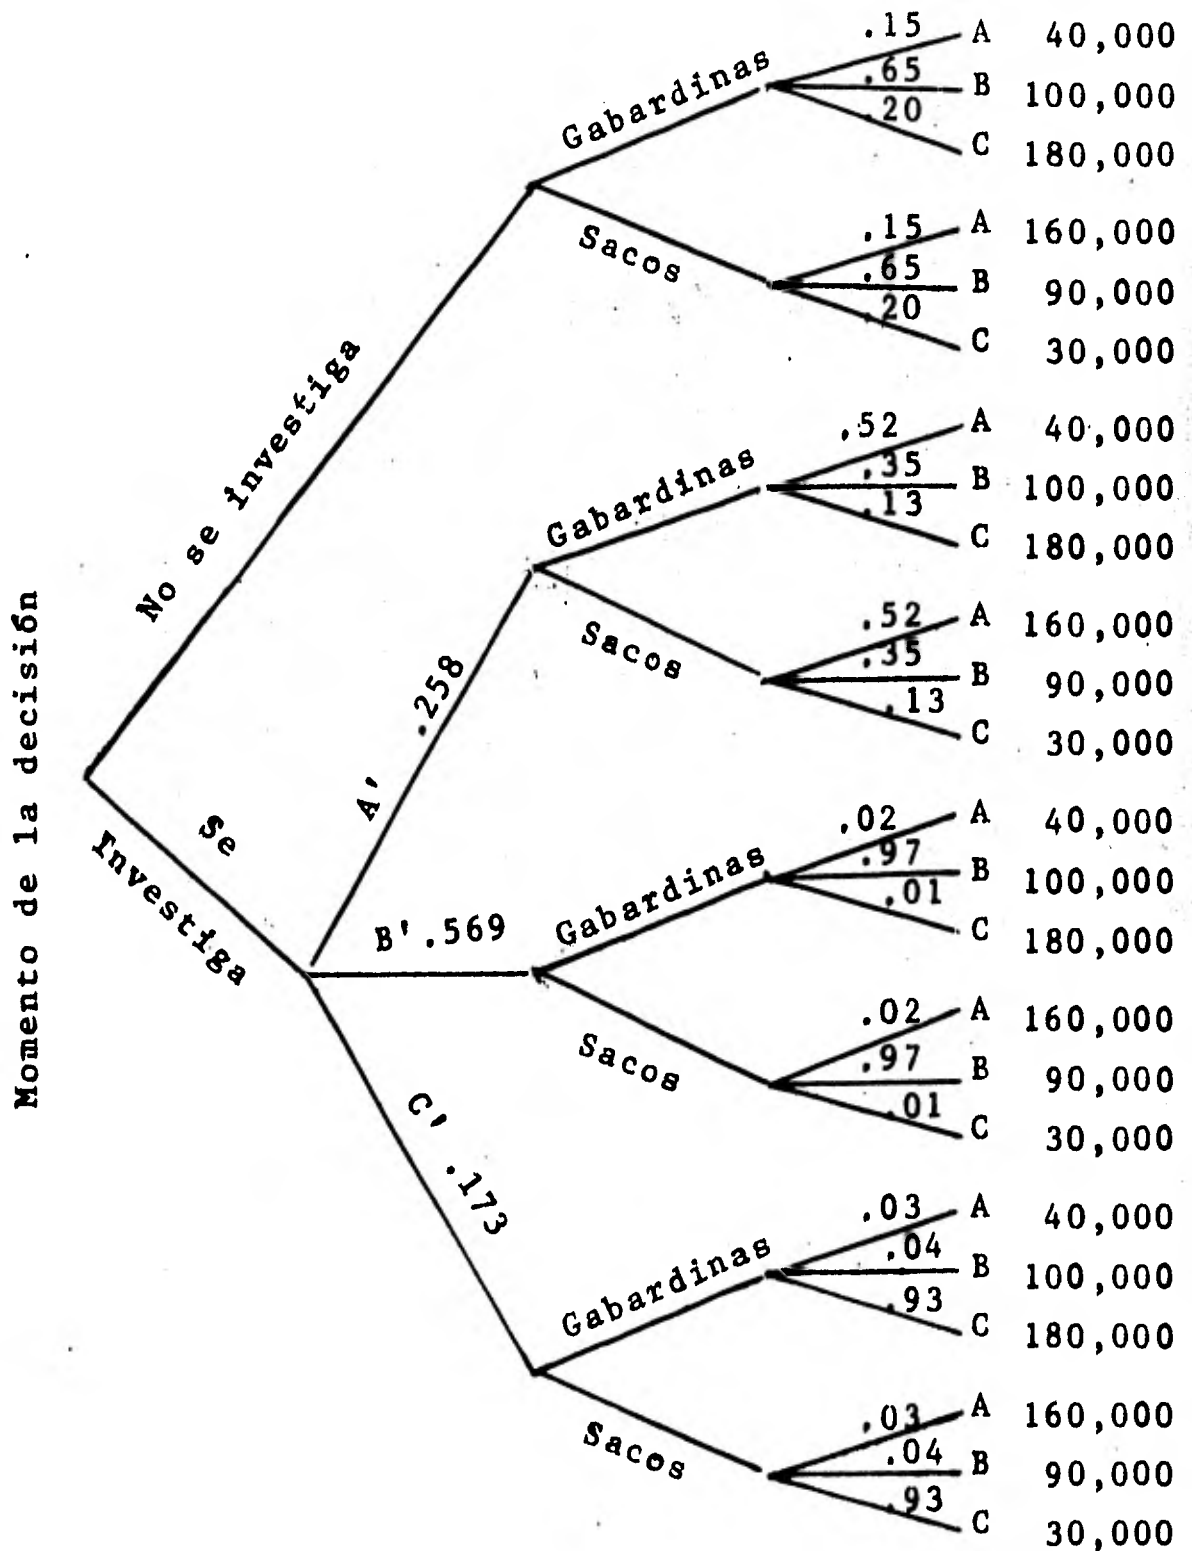 Momento de la decisión
No se investiga
Se
Investiga
Gabardinas
.15 A 40,000
.65 B 100,000
.20 C 180,000
Sacos
.15 A 160,000
.65 B 90,000
.20 C 30,000
A' .258
Gabardinas
.52 A 40,000
.35 B 100,000
.13 C 180,000
Sacos
.52 A 160,000
.35 B 90,000
.13 C 30,000
B' .569
Gabardinas
.02 A 40,000
.97 B 100,000
.01 C 180,000
Sacos
.02 A 160,000
.97 B 90,000
.01 C 30,000
C' .173
Gabardinas
.03 A 40,000
.04 B 100,000
.93 C 180,000
Sacos
.03 A 160,000
.04 B 90,000
.93 C 30,000